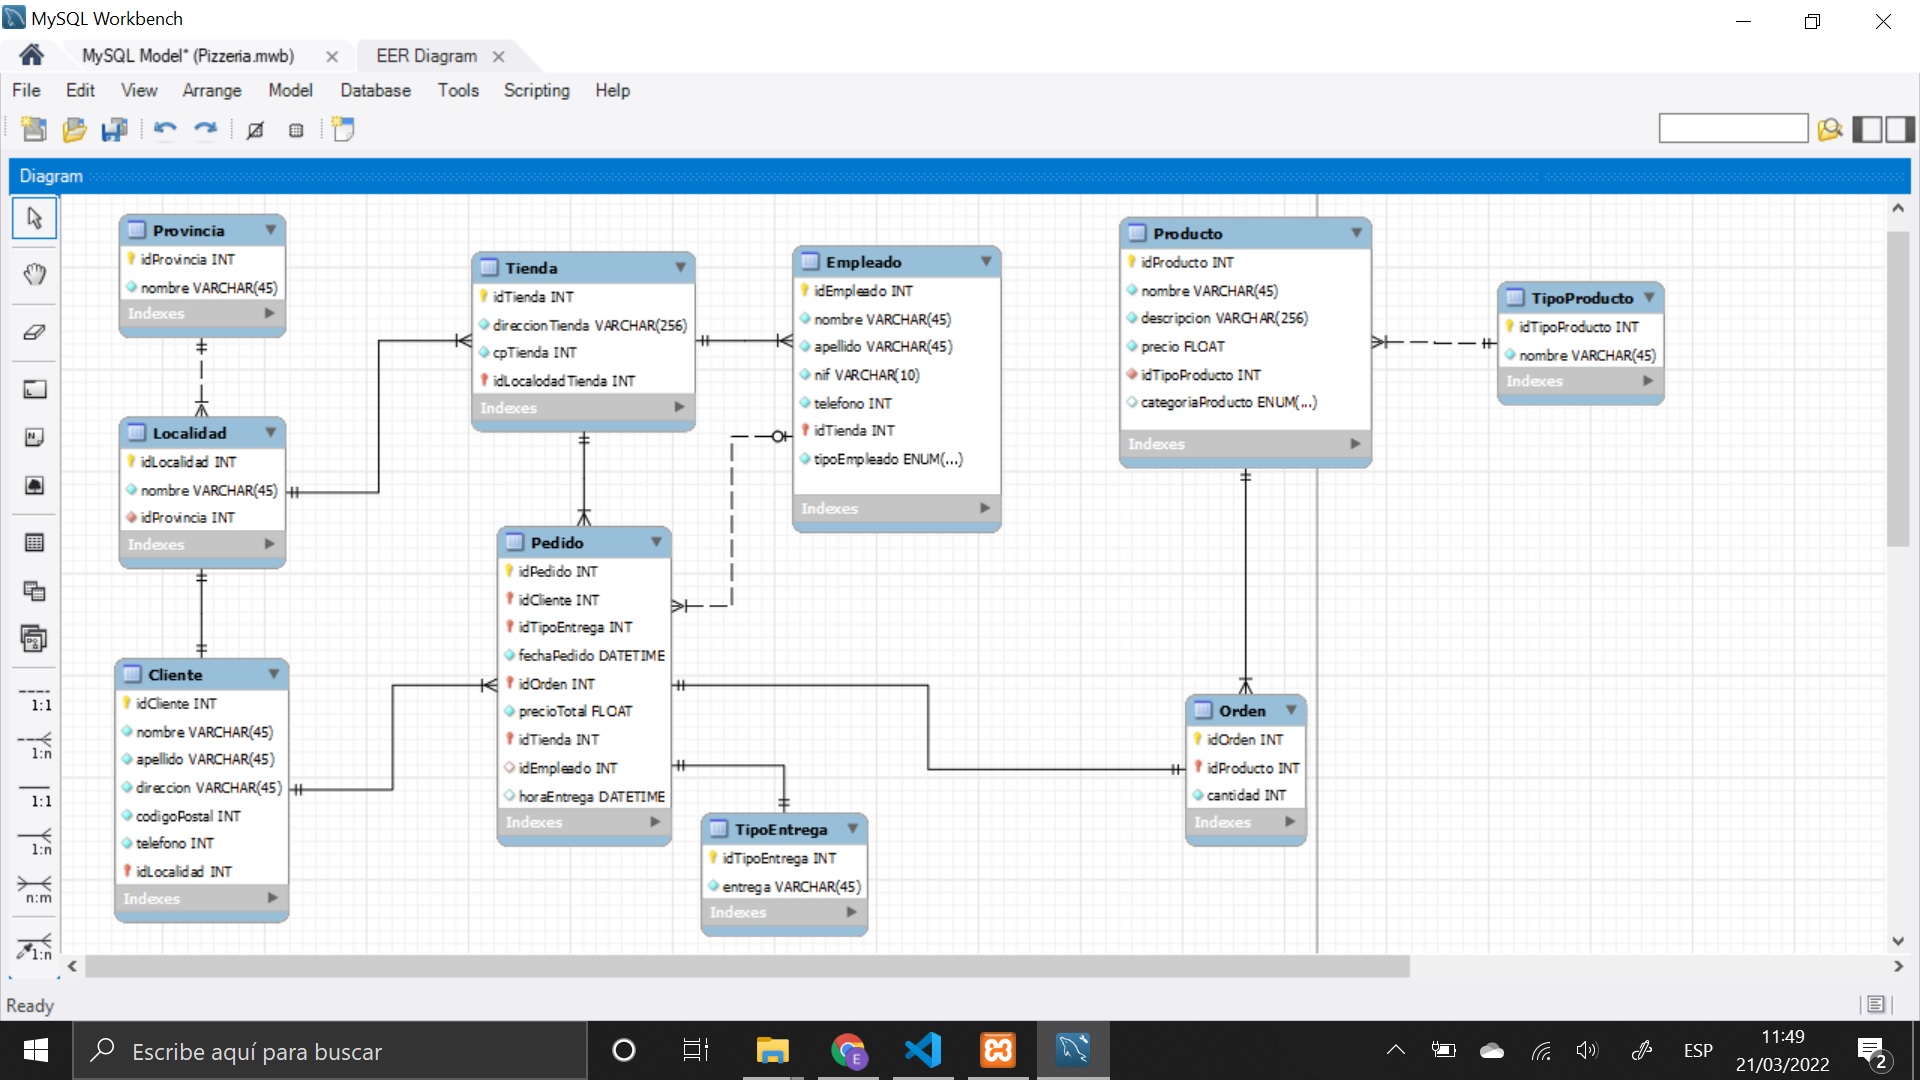 MySQL Workbench
MySQL Model* (Pizzeria.mwb)
EER Diagram
File Edit View Arrange Model Database Tools Scripting Help
Diagram
Provincia
idProvincia INT
nombre VARCHAR(45)
Indexes
Localidad
idLocalidad INT
nombre VARCHAR(45)
idProvincia INT
Indexes
Cliente
idCliente INT
nombre VARCHAR(45)
apellido VARCHAR(45)
direccion VARCHAR(45)
codigoPostal INT
telefono INT
idLocalidad INT
Indexes
Tienda
idTienda INT
direccionTienda VARCHAR(256)
cpTienda INT
idLocalodadTienda INT
Indexes
Pedido
idPedido INT
idCliente INT
idTipoEntrega INT
fechaPedido DATETIME
idOrden INT
precioTotal FLOAT
idTienda INT
idEmpleado INT
horaEntrega DATETIME
Indexes
Empleado
idEmpleado INT
nombre VARCHAR(45)
apellido VARCHAR(45)
nif VARCHAR(10)
telefono INT
idTienda INT
tipoEmpleado ENUM(...)
Indexes
TipoEntrega
idTipoEntrega INT
entrega VARCHAR(45)
Indexes
Producto
idProducto INT
nombre VARCHAR(45)
descripcion VARCHAR(256)
precio FLOAT
idTipoProducto INT
categoriaProducto ENUM(...)
Indexes
TipoProducto
idTipoProducto INT
nombre VARCHAR(45)
Indexes
Orden
idOrden INT
idProducto INT
cantidad INT
Indexes
1:1
1:n
1:1
1:n
n:m
1:n
Ready
Escribe aquí para buscar
ESP
11:49
21/03/2022
2